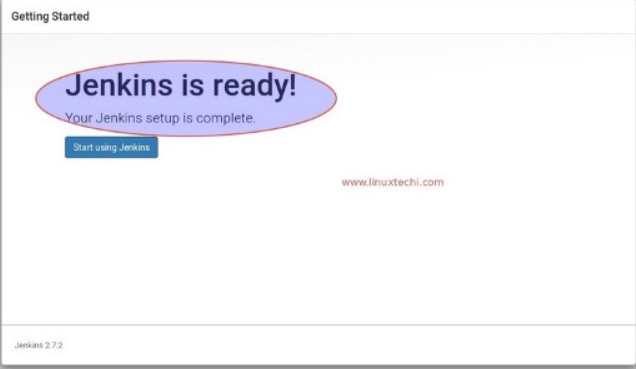 Getting Started
Jenkins is ready!
Your Jenkins setup is complete.
Start using Jenkins
www.linuxtechi.com
Jenkins 2.7.2